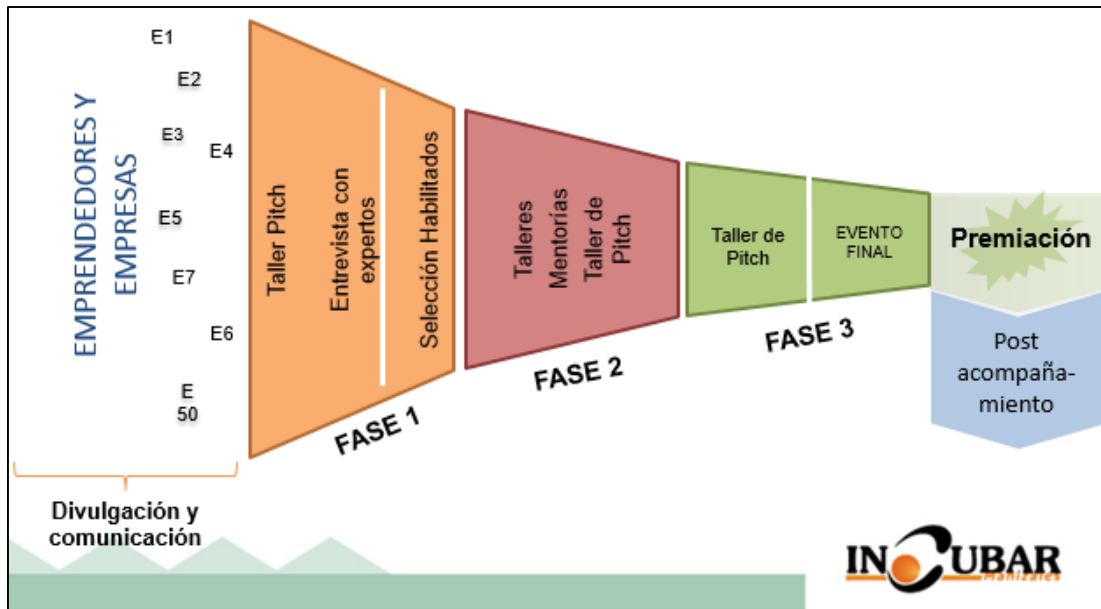 EMPRENDEDORES Y
EMPRESAS
E1
E2
E3
E4
E5
E7
E6
E
50
Divulgación y
comunicación
Taller Pitch
Entrevista con
expertos
Selección Habilitados
FASE 1
Talleres
Mentorías
Taller de
Pitch
FASE 2
Taller de
Pitch
EVENTO
FINAL
FASE 3
Premiación
Post
acompaña-
miento
INCUBAR
Manizales